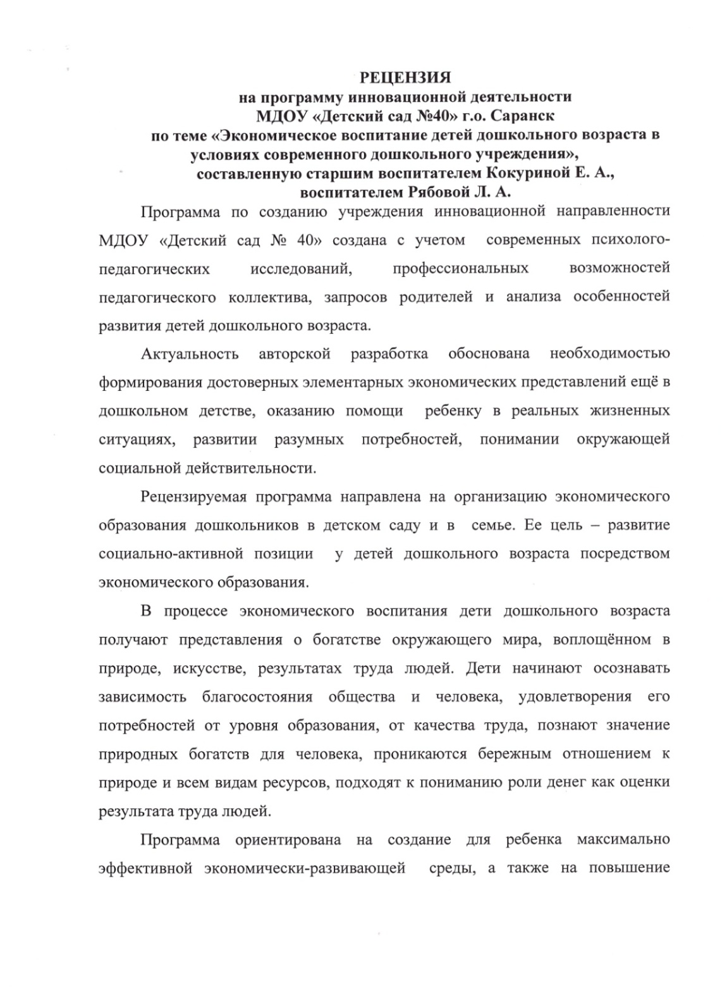 РЕЦЕНЗИЯ
на программу инновационной деятельности
МДОУ «Детский сад №40» г.о. Саранск
по теме «Экономическое воспитание детей дошкольного возраста в
условиях современного дошкольного учреждения»,
составленную старшим воспитателем Кокуриной Е. А.,
воспитателем Рябовой Л. А.
Программа по созданию учреждения инновационной направленности
МДОУ «Детский сад № 40» создана с учетом современных психолого-
педагогических исследований, профессиональных возможностей
педагогического коллектива, запросов родителей и анализа особенностей
развития детей дошкольного возраста.
Актуальность авторской разработка обоснована необходимостью
формирования достоверных элементарных экономических представлений ещё в
дошкольном детстве, оказанию помощи ребенку в реальных жизненных
ситуациях, развитии разумных потребностей, понимании окружающей
социальной действительности.
Рецензируемая программа направлена на организацию экономического
образования дошкольников в детском саду и в семье. Ее цель – развитие
социально-активной позиции у детей дошкольного возраста посредством
экономического образования.
В процессе экономического воспитания дети дошкольного возраста
получают представления о богатстве окружающего мира, воплощённом в
природе, искусстве, результатах труда людей. Дети начинают осознавать
зависимость благосостояния общества и человека, удовлетворения его
потребностей от уровня образования, от качества труда, познают значение
природных богатств для человека, проникаются бережным отношением к
природе и всем видам ресурсов, подходят к пониманию роли денег как оценки
результата труда людей.
Программа ориентирована на создание для ребенка максимально
эффективной экономически-развивающей среды, а также на повышение